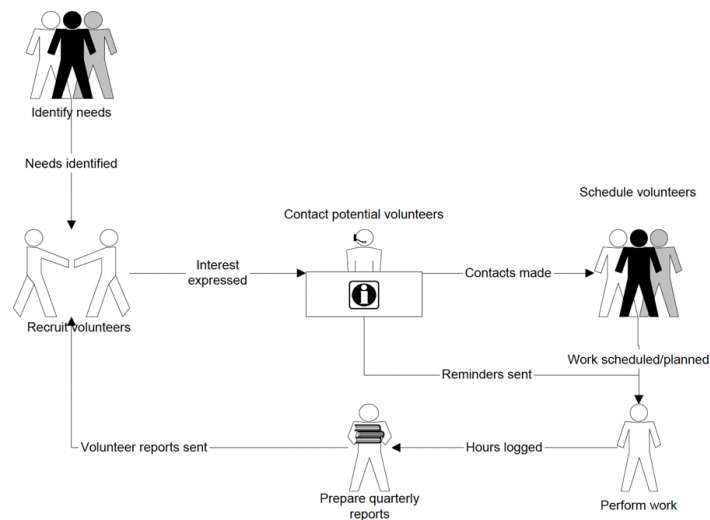 Identify needs
Needs identified
Schedule volunteers
Contact potential volunteers
Interest
expressed
Contacts made
Recruit volunteers
Work scheduled/planned
Reminders sent
Volunteer reports sent
Hours logged
Prepare quarterly
reports
Perform work